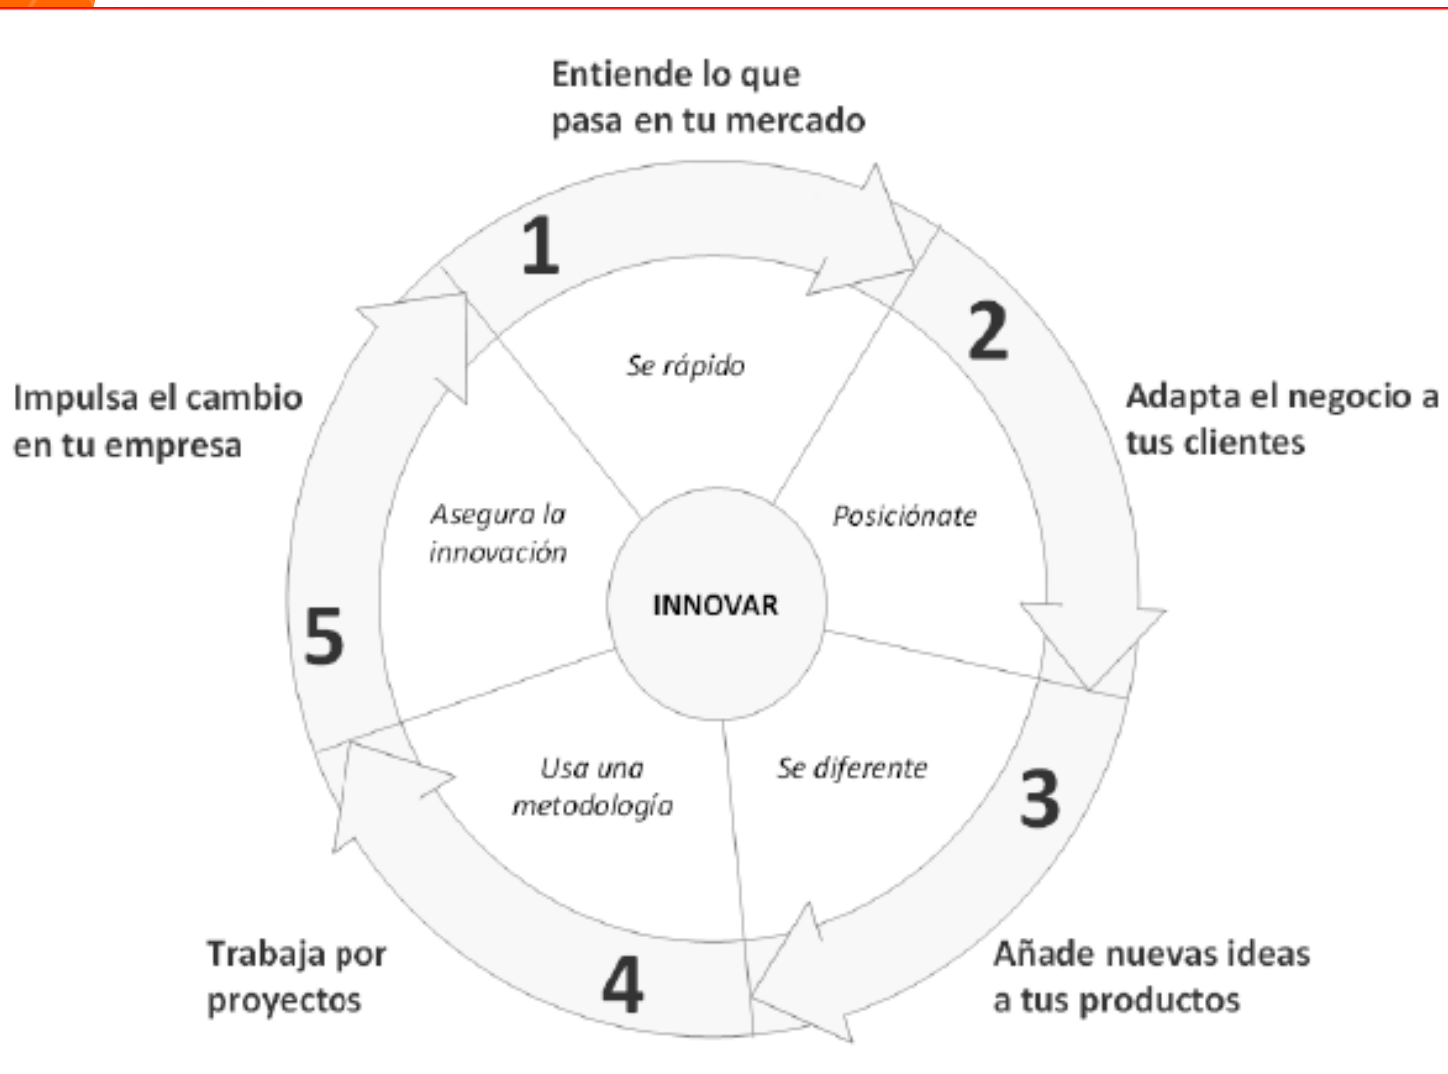 Entiende lo que
pasa en tu mercado
1
Se rápido
2
Adapta el negocio a
tus clientes
Posiciónate
3
Añade nuevas ideas
a tus productos
Se diferente
4
Trabaja por
proyectos
Usa una
metodología
5
Impulsa el cambio
en tu empresa
Asegura la
innovación
INNOVAR